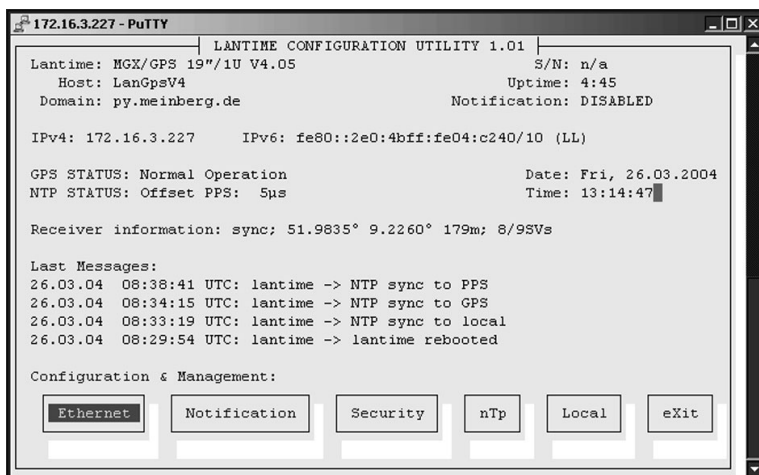 172.16.3.227 - PuTTY
LANTIME CONFIGURATION UTILITY 1.01
Lantime: MGX/GPS 19"/1U V4.05 S/N: n/a
Host: LanGpsV4 Uptime: 4:45
Domain: py.meinberg.de Notification: DISABLED
IPv4: 172.16.3.227 IPv6: fe80::2e0:4bff:fe04:c240/10 (LL)
GPS STATUS: Normal Operation Date: Fri, 26.03.2004
NTP STATUS: Offset PPS: 5µs Time: 13:14:47
Receiver information: sync; 51.9835° 9.2260° 179m; 8/9SVs
Last Messages:
26.03.04 08:38:41 UTC: lantime -> NTP sync to PPS
26.03.04 08:34:15 UTC: lantime -> NTP sync to GPS
26.03.04 08:33:19 UTC: lantime -> NTP sync to local
26.03.04 08:29:54 UTC: lantime -> lantime rebooted
Configuration & Management:
Ethernet Notification Security nTp Local eXit